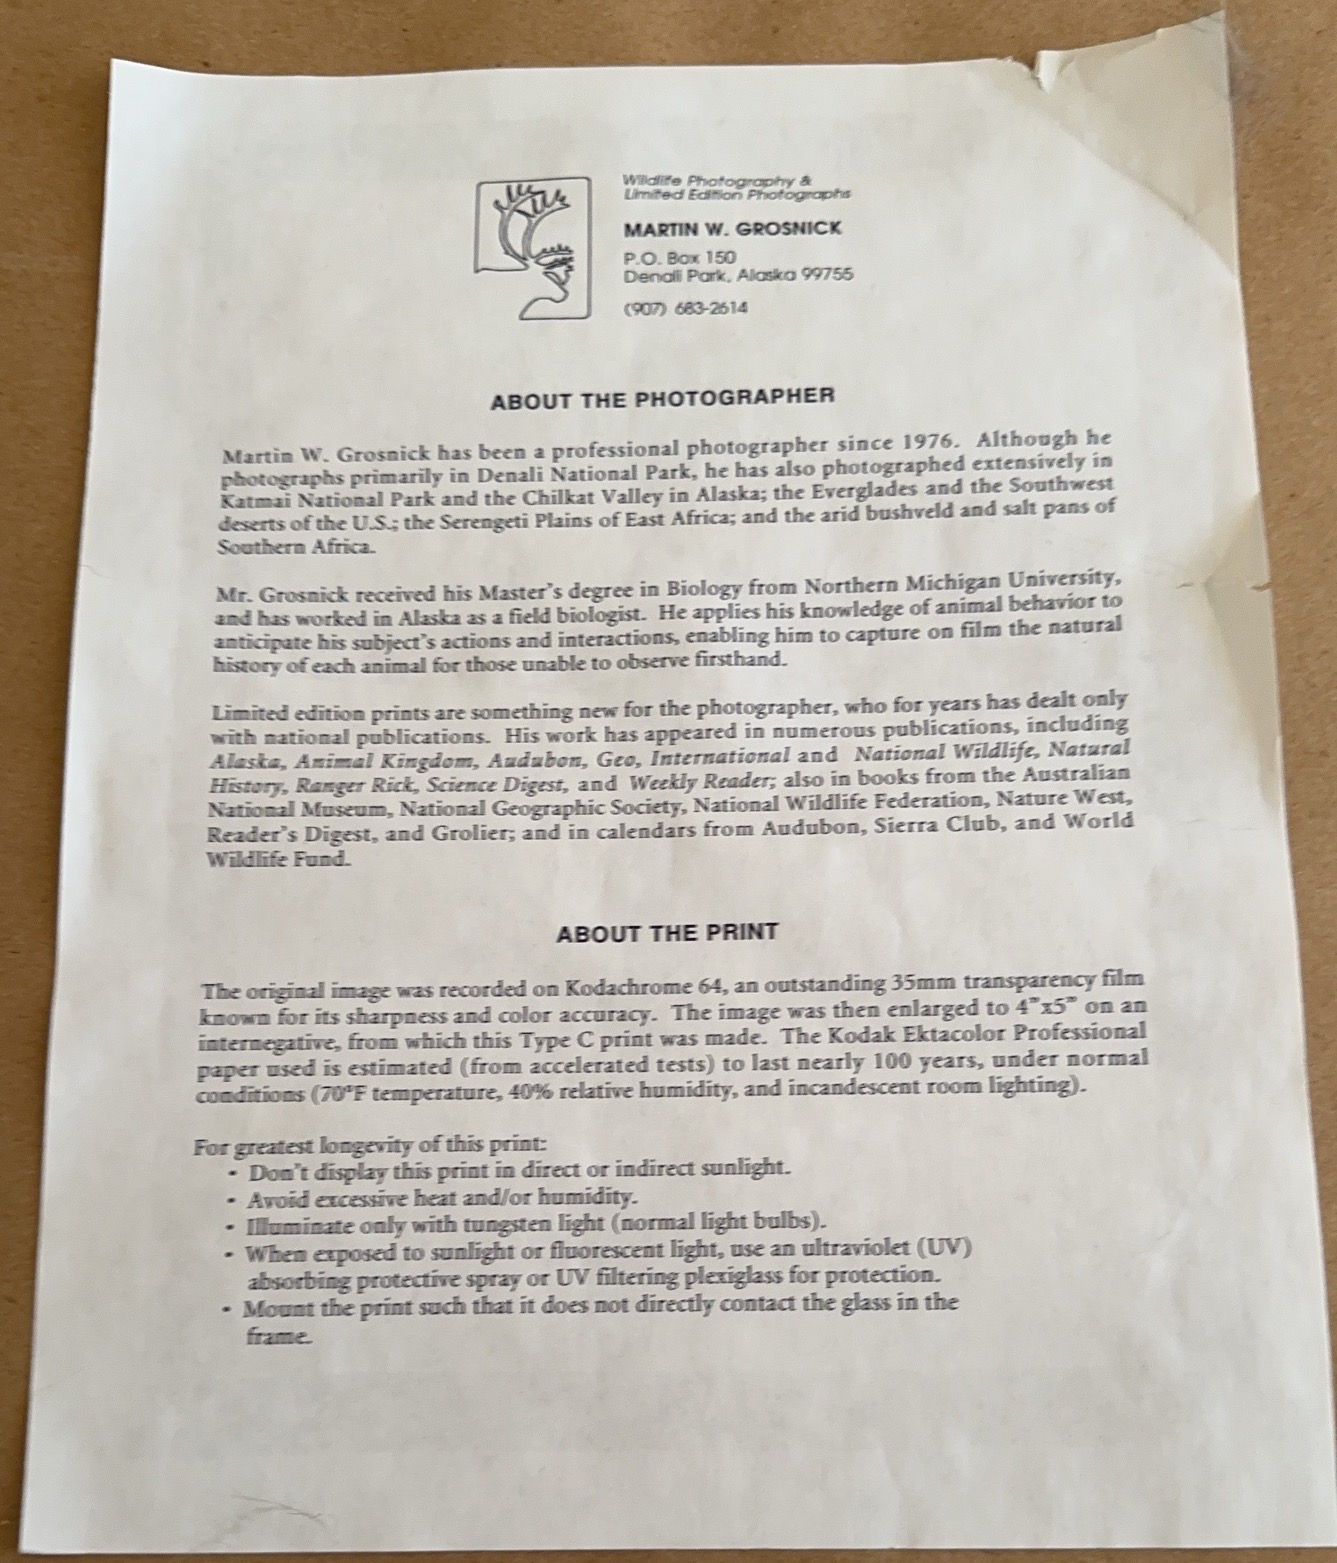 Wildlife Photography &
Limited Edition Photographs
MARTIN W. GROSNICK
P.O. Box 150
Denali Park, Alaska 99755
(907) 683-2614
ABOUT THE PHOTOGRAPHER
Martin W. Grosnick has been a professional photographer since 1976. Although he
photographs primarily in Denali National Park, he has also photographed extensively in
Katmai National Park and the Chilkat Valley in Alaska; the Everglades and the Southwest
deserts of the U.S.; the Serengeti Plains of East Africa; and the arid bushveld and salt pans of
Southern Africa.
Mr. Grosnick received his Master's degree in Biology from Northern Michigan University,
and has worked in Alaska as a field biologist. He applies his knowledge of animal behavior to
anticipate his subject's actions and interactions, enabling him to capture on film the natural
history of each animal for those unable to observe firsthand.
Limited edition prints are something new for the photographer, who for years has dealt only
with national publications. His work has appeared in numerous publications, including
Alaska, Animal Kingdom, Audubon, Geo, International and National Wildlife, Natural
History, Ranger Rick, Science Digest, and Weekly Reader; also in books from the Australian
National Museum, National Geographic Society, National Wildlife Federation, Nature West,
Reader's Digest, and Grolier; and in calendars from Audubon, Sierra Club, and World
Wildlife Fund.
ABOUT THE PRINT
The original image was recorded on Kodachrome 64, an outstanding 35mm transparency film
known for its sharpness and color accuracy. The image was then enlarged to 4"x5" on an
internegative, from which this Type C print was made. The Kodak Ektacolor Professional
paper used is estimated (from accelerated tests) to last nearly 100 years, under normal
conditions (70°F temperature, 40% relative humidity, and incandescent room lighting).
For greatest longevity of this print:
• Don't display this print in direct or indirect sunlight.
• Avoid excessive heat and/or humidity.
• Illuminate only with tungsten light (normal light bulbs).
• When exposed to sunlight or fluorescent light, use an ultraviolet (UV)
absorbing protective spray or UV filtering plexiglass for protection.
• Mount the print such that it does not directly contact the glass in the
frame.